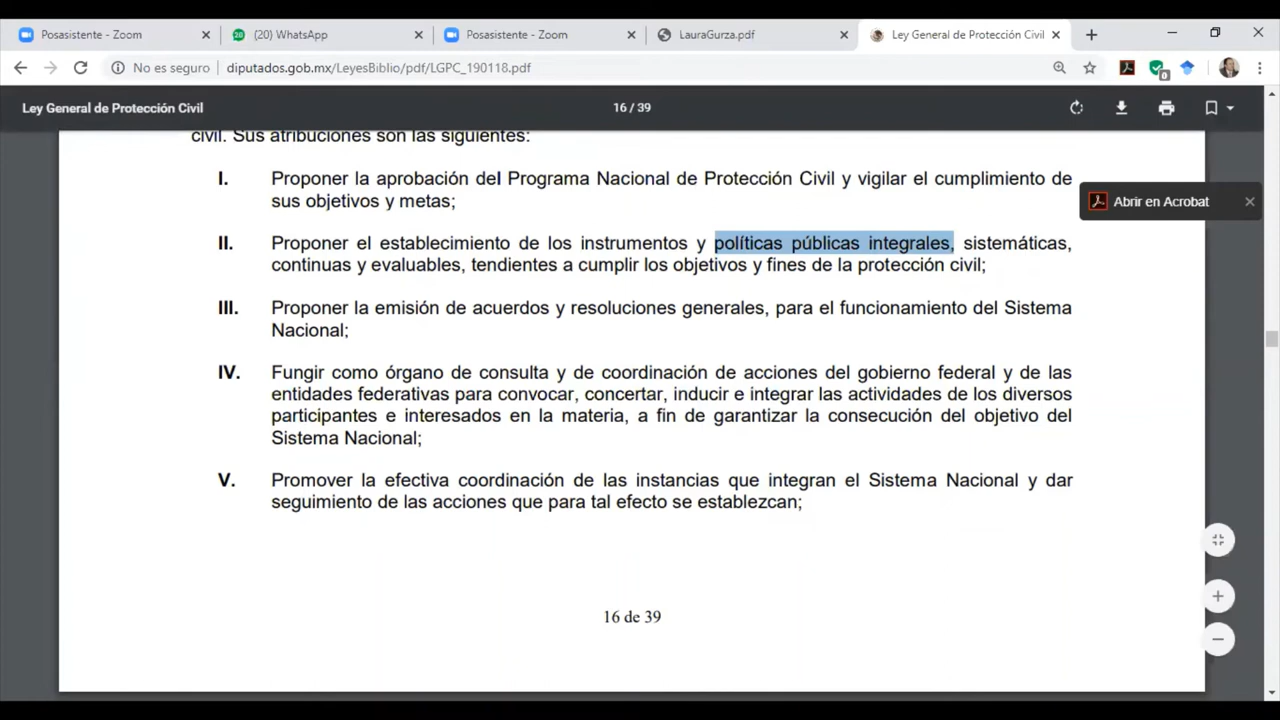 Posasistente - Zoom
(20) WhatsApp
Posasistente - Zoom
LauraGurza.pdf
Ley General de Protección Civil
No es seguro
deputados.gob.mx/LeyesBiblio/pdf/LGPC_190118.pdf
0
Ley General de Protección Civil
16 / 39
civil. Sus atribuciones son las siguientes:
Abrir en Acrobat
I. Proponer la aprobación del Programa Nacional de Protección Civil y vigilar el cumplimiento de
sus objetivos y metas;
II. Proponer el establecimiento de los instrumentos y políticas públicas integrales, sistemáticas,
continuas y evaluables, tendientes a cumplir los objetivos y fines de la protección civil;
III. Proponer la emisión de acuerdos y resoluciones generales, para el funcionamiento del Sistema
Nacional;
IV. Fungir como órgano de consulta y de coordinación de acciones del gobierno federal y de las
entidades federativas para convocar, concertar, inducir e integrar las actividades de los diversos
participantes e interesados en la materia, a fin de garantizar la consecución del objetivo del
Sistema Nacional;
V. Promover la efectiva coordinación de las instancias que integran el Sistema Nacional y dar
seguimiento de las acciones que para tal efecto se establezcan;
16 de 39